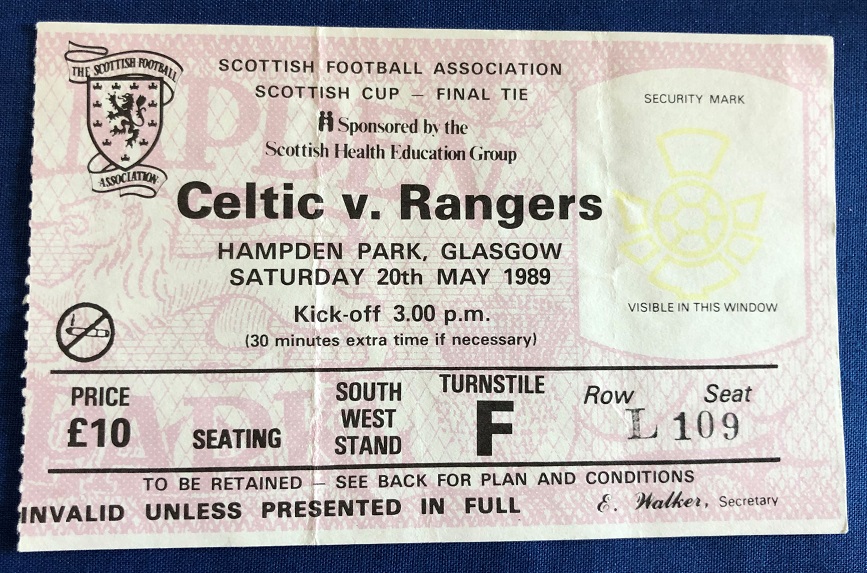 THE SCOTTISH FOOTBALL
ASSOCIATION
SCOTTISH FOOTBALL ASSOCIATION
SCOTTISH CUP — FINAL TIE
Sponsored by the
Scottish Health Education Group
Celtic v. Rangers
HAMPDEN PARK, GLASGOW
SATURDAY 20th MAY 1989
Kick-off 3.00 p.m.
(30 minutes extra time if necessary)
SECURITY MARK
VISIBLE IN THIS WINDOW
PRICE
£10
SEATING
SOUTH
WEST
STAND
TURNSTILE
F
Row Seat
L 109
TO BE RETAINED — SEE BACK FOR PLAN AND CONDITIONS
INVALID UNLESS PRESENTED IN FULL
E. Walker, Secretary